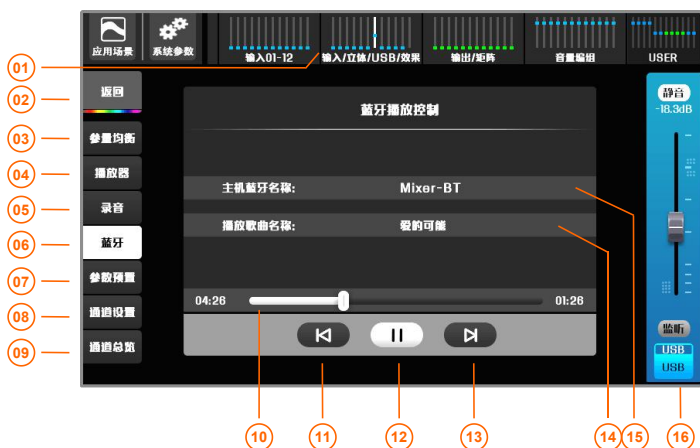 应用场景
系统参数
输入01-12
输入/立体/USB/效果
输出/矩阵
音量编组
USER
01
02
返回
03
参量均衡
04
播放器
05
录音
06
蓝牙
07
参数预置
08
通道设置
09
通道总览
蓝牙播放控制
主机蓝牙名称:
Mixer-BT
播放歌曲名称:
爱的可能
04:26
01:26
静音
-18.3dB
监听
USB
USB
10
11
12
13
14
15
16